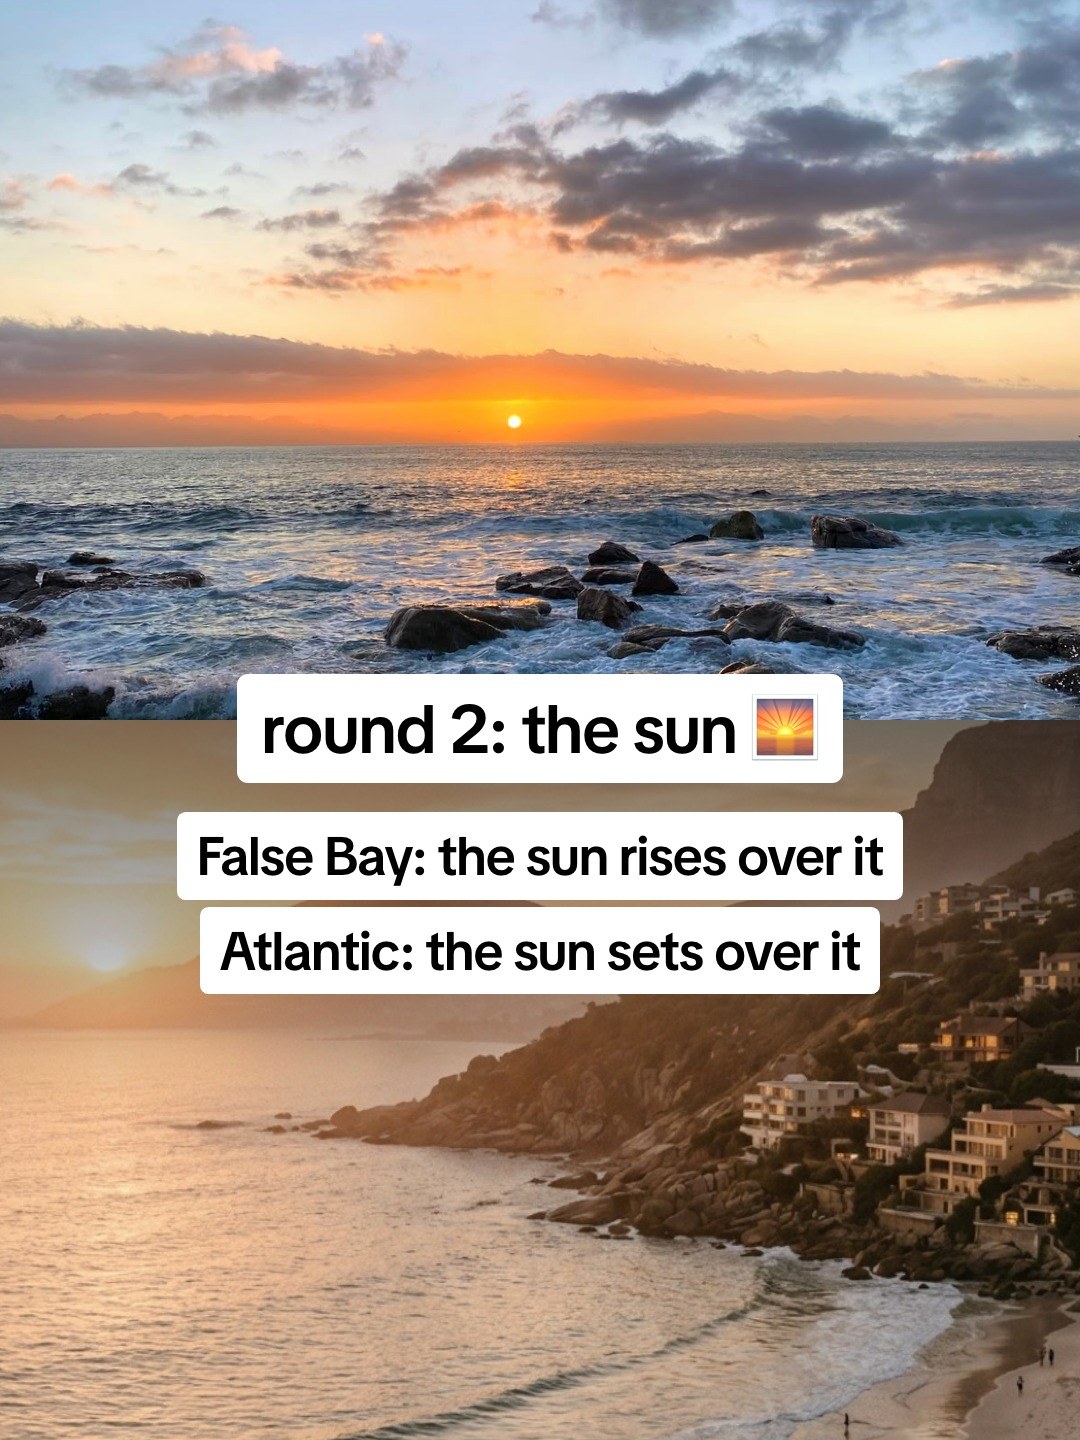 round 2: the sun 🌅
False Bay: the sun rises over it
Atlantic: the sun sets over it